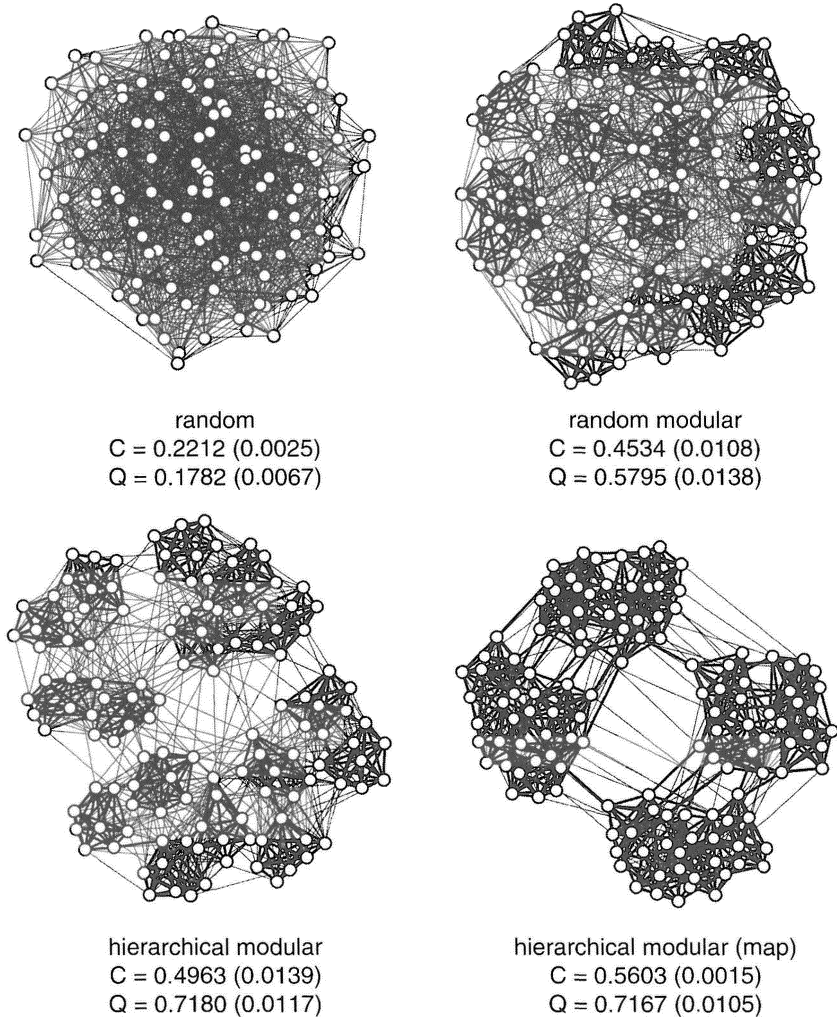 random
C = 0.2212 (0.0025)
Q = 0.1782 (0.0067)
random modular
C = 0.4534 (0.0108)
Q = 0.5795 (0.0138)
hierarchical modular
C = 0.4963 (0.0139)
Q = 0.7180 (0.0117)
hierarchical modular (map)
C = 0.5603 (0.0015)
Q = 0.7167 (0.0105)